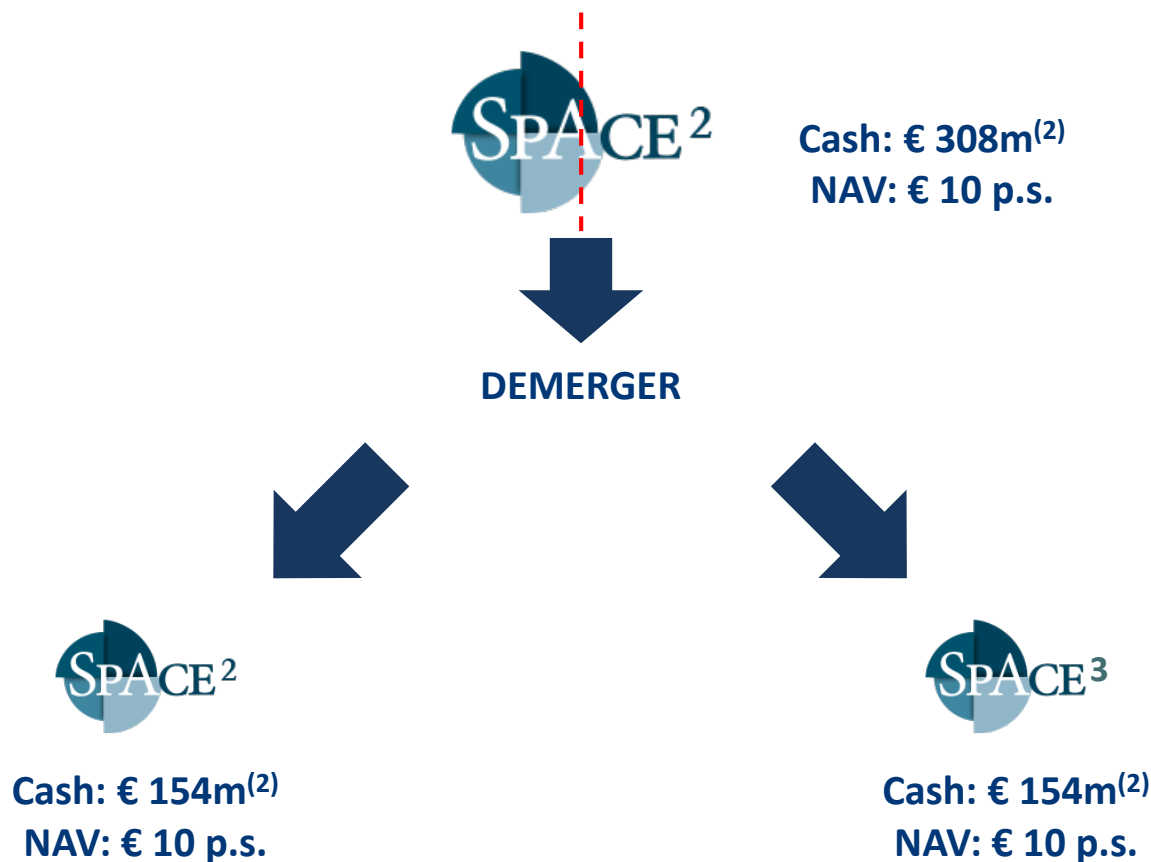 SPACE ²
Cash: € 308m⁽²⁾
NAV: € 10 p.s.
DEMERGER
SPACE ²
Cash: € 154m⁽²⁾
NAV: € 10 p.s.
SPACE ³
Cash: € 154m⁽²⁾
NAV: € 10 p.s.